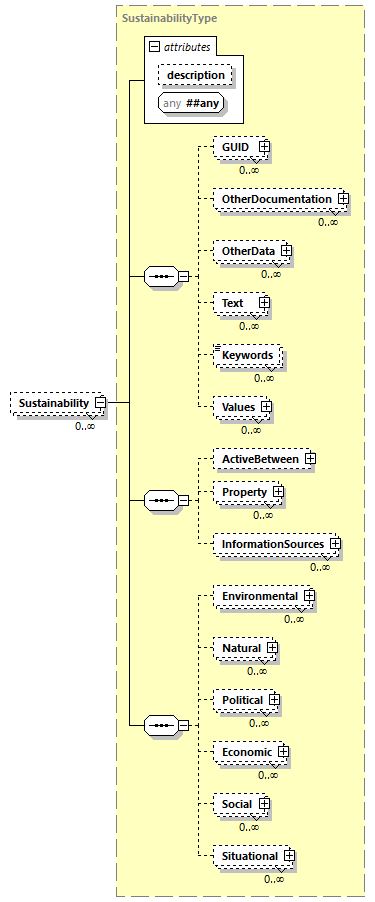 SustainabilityType
attributes
description
any ##any
GUID
0..∞
OtherDocumentation
0..∞
OtherData
0..∞
Text
0..∞
Keywords
0..∞
Values
0..∞
Sustainability
0..∞
ActiveBetween
Property
0..∞
InformationSources
0..∞
Environmental
0..∞
Natural
0..∞
Political
0..∞
Economic
0..∞
Social
0..∞
Situational
0..∞